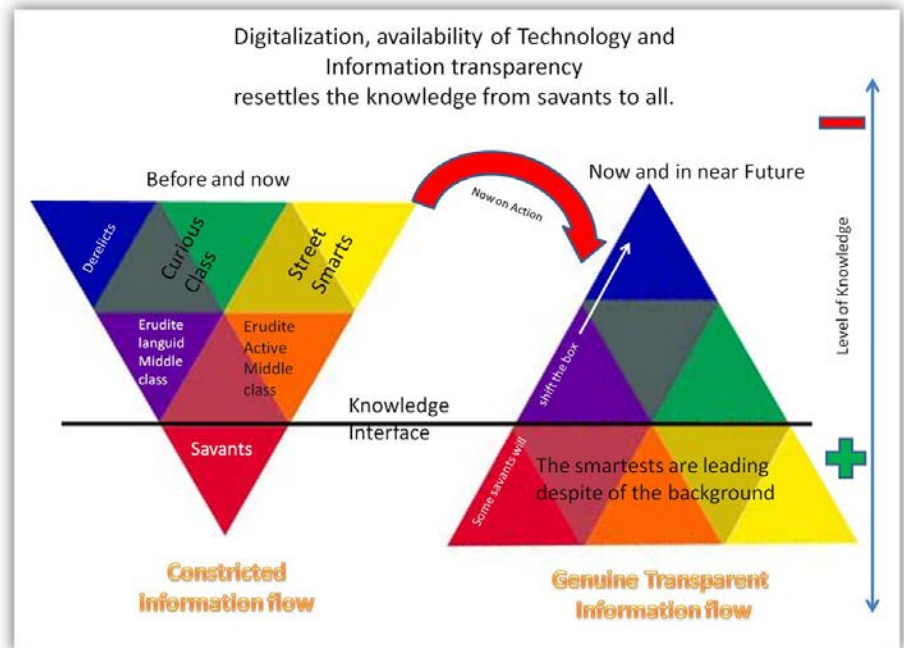 Digitalization, availability of Technology and
Information transparency
resettles the knowledge from savants to all.
Before and now
Now on Action
Now and in near Future
Derelicts
Curious
Class
Street
Smarts
Erudite
languid
Middle
class
Erudite
Active
Middle
class
Savants
Knowledge
Interface
Some savants will
shift the box
The smartests are leading
despite of the background
Level of Knowledge
Constricted
information flow
Genuine Transparent
Information flow